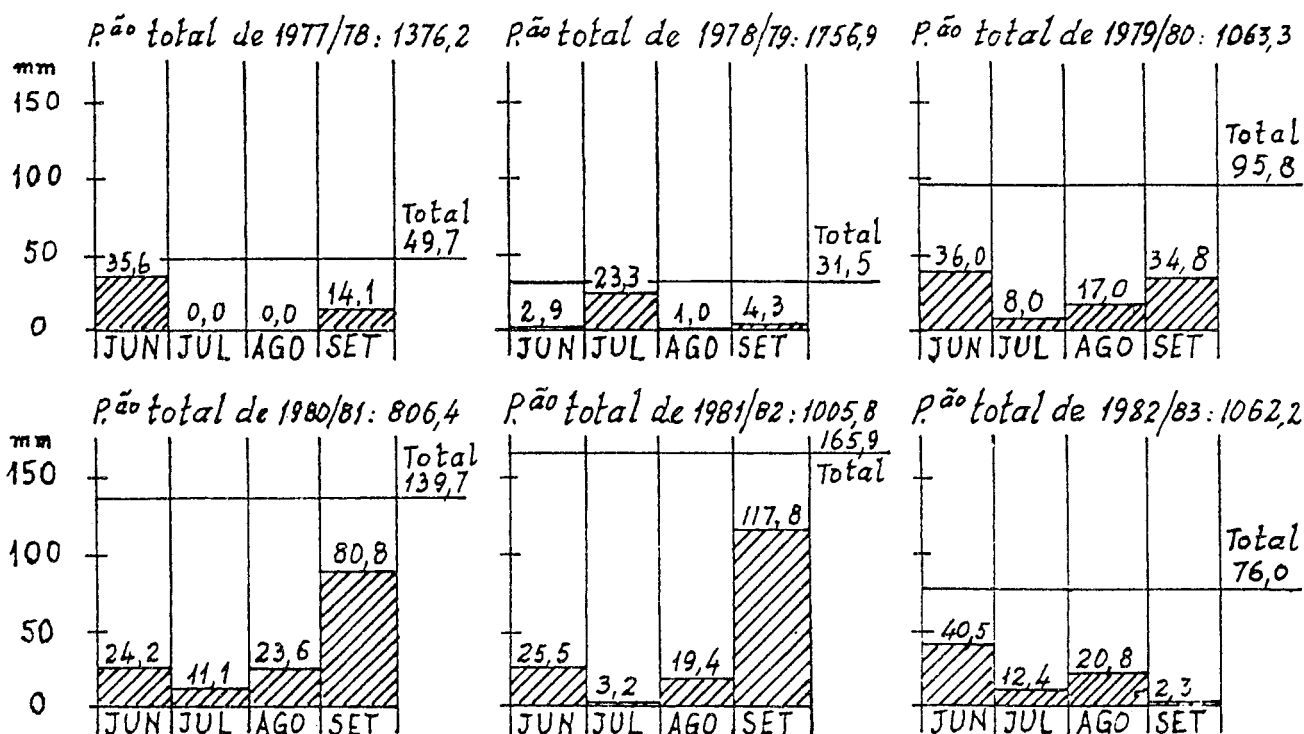 P.ão total de 1977/78: 1376,2
mm
150
100
50
0
Total
49,7
35,6
0,0
0,0
14,1
JUN JUL AGO SET
P.ão total de 1978/79: 1756,9
Total
31,5
2,9
23,3
1,0
4,3
JUN JUL AGO SET
P.ão total de 1979/80: 1063,3
Total
95,8
36,0
8,0
17,0
34,8
JUN JUL AGO SET
P.ão total de 1980/81: 806,4
mm
150
100
50
0
Total
139,7
24,2
11,1
23,6
80,8
JUN JUL AGO SET
P.ão total de 1981/82: 1005,8
165,9
Total
25,5
3,2
19,4
117,8
JUN JUL AGO SET
P.ão total de 1982/83: 1062,2
Total
76,0
40,5
12,4
20,8
2,3
JUN JUL AGO SET